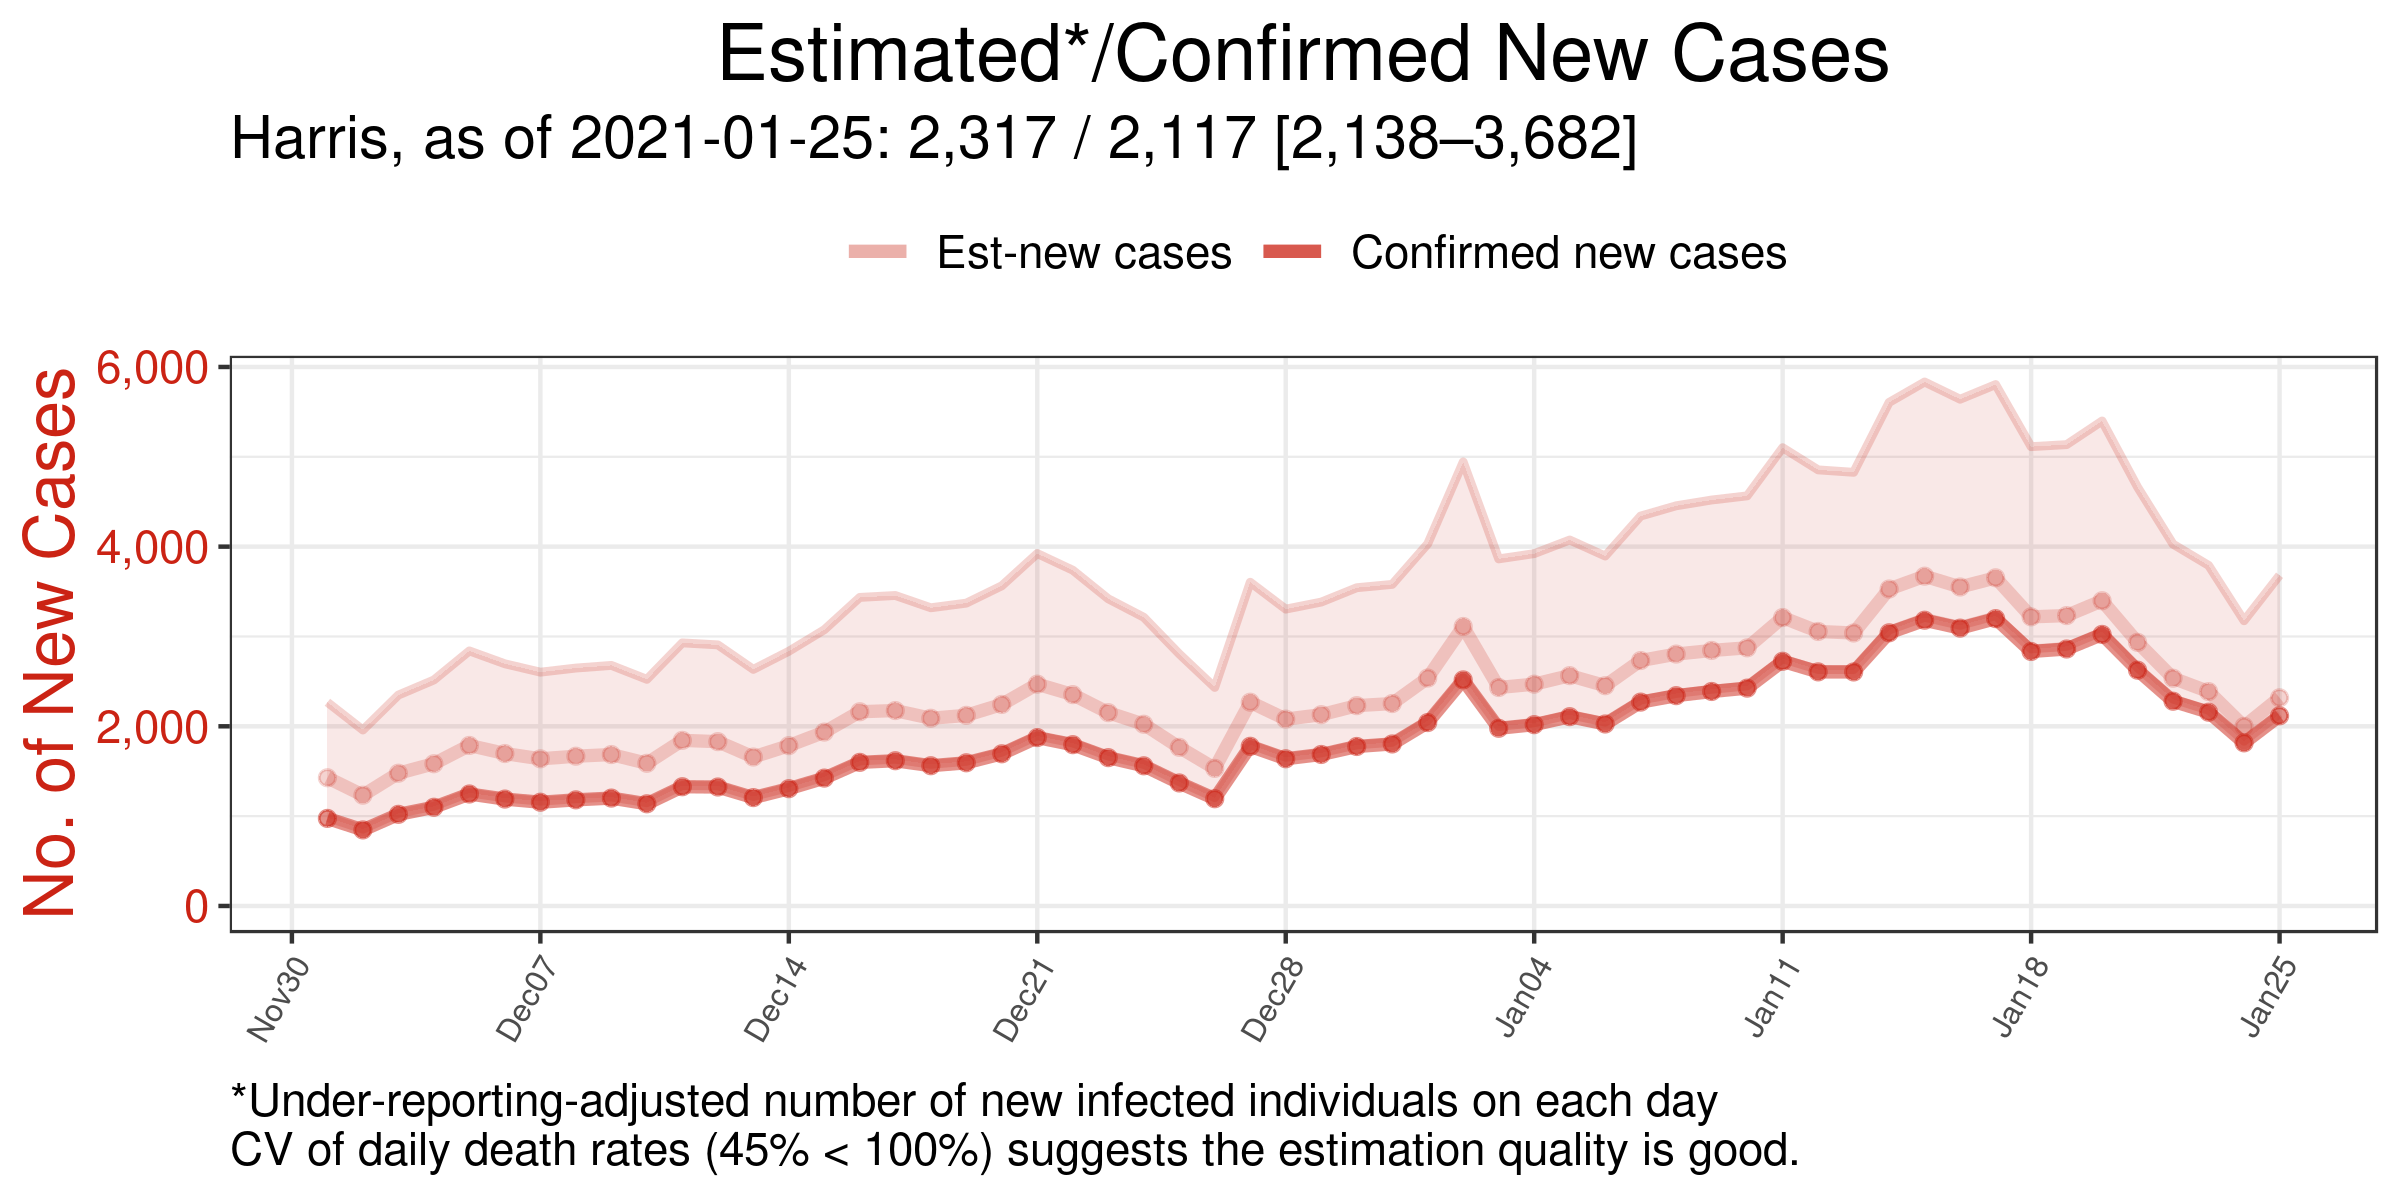 Estimated*/Confirmed New Cases
Harris, as of 2021-01-25: 2,317 / 2,117 [2,138–3,682]
Est-new cases
Confirmed new cases
No. of New Cases
6,000
4,000
2,000
0
Nov30
Dec07
Dec14
Dec21
Dec28
Jan04
Jan11
Jan18
Jan25
*Under-reporting-adjusted number of new infected individuals on each day
CV of daily death rates (45% < 100%) suggests the estimation quality is good.